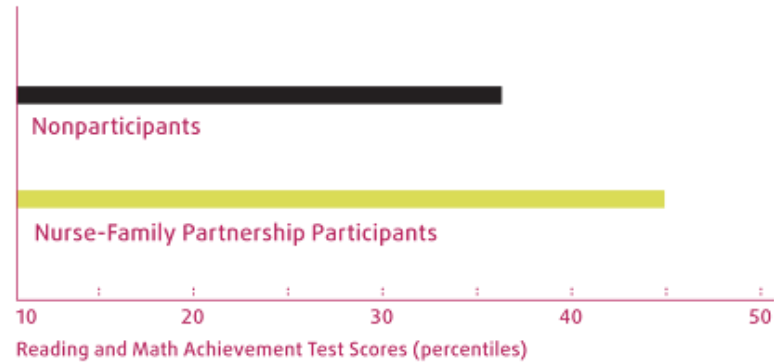 Nonparticipants
Nurse-Family Partnership Participants
10 20 30 40 50
Reading and Math Achievement Test Scores (percentiles)